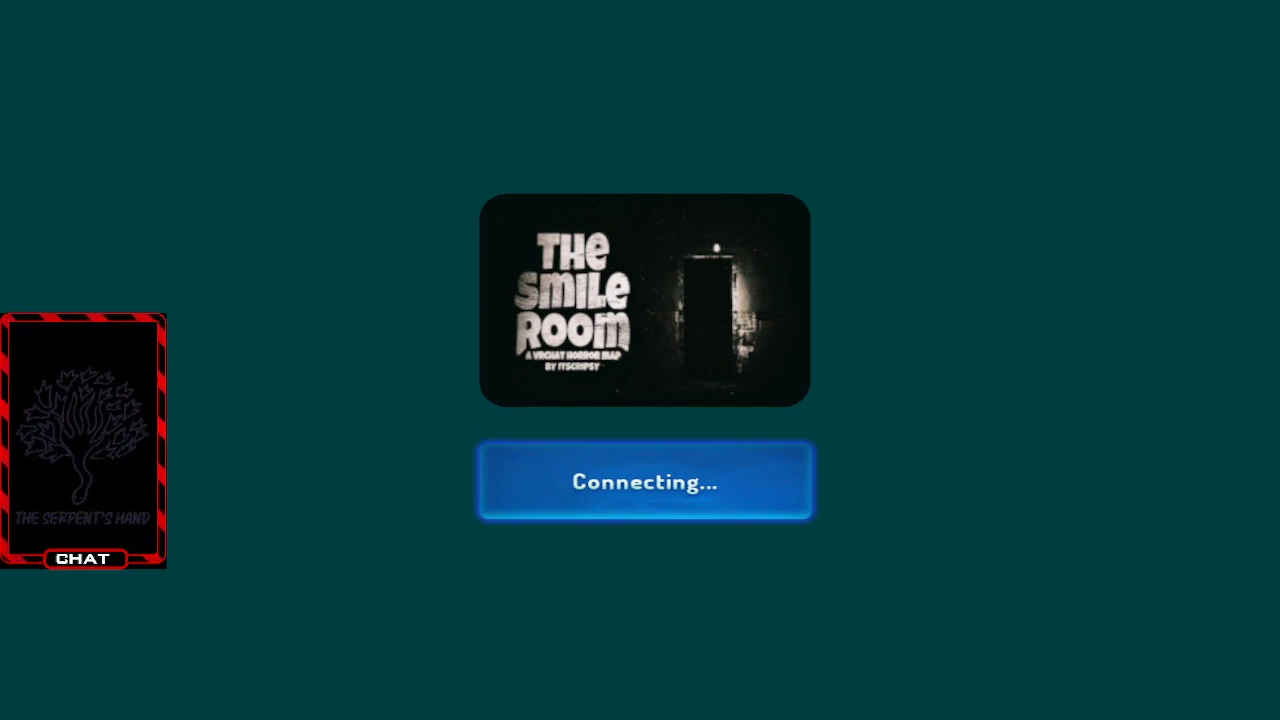 THE
SMILE
ROOM
A VRCHAT HORROR MAP
BY ITSCRIPSY
Connecting...
THE SERPENT'S HAND
CHAT